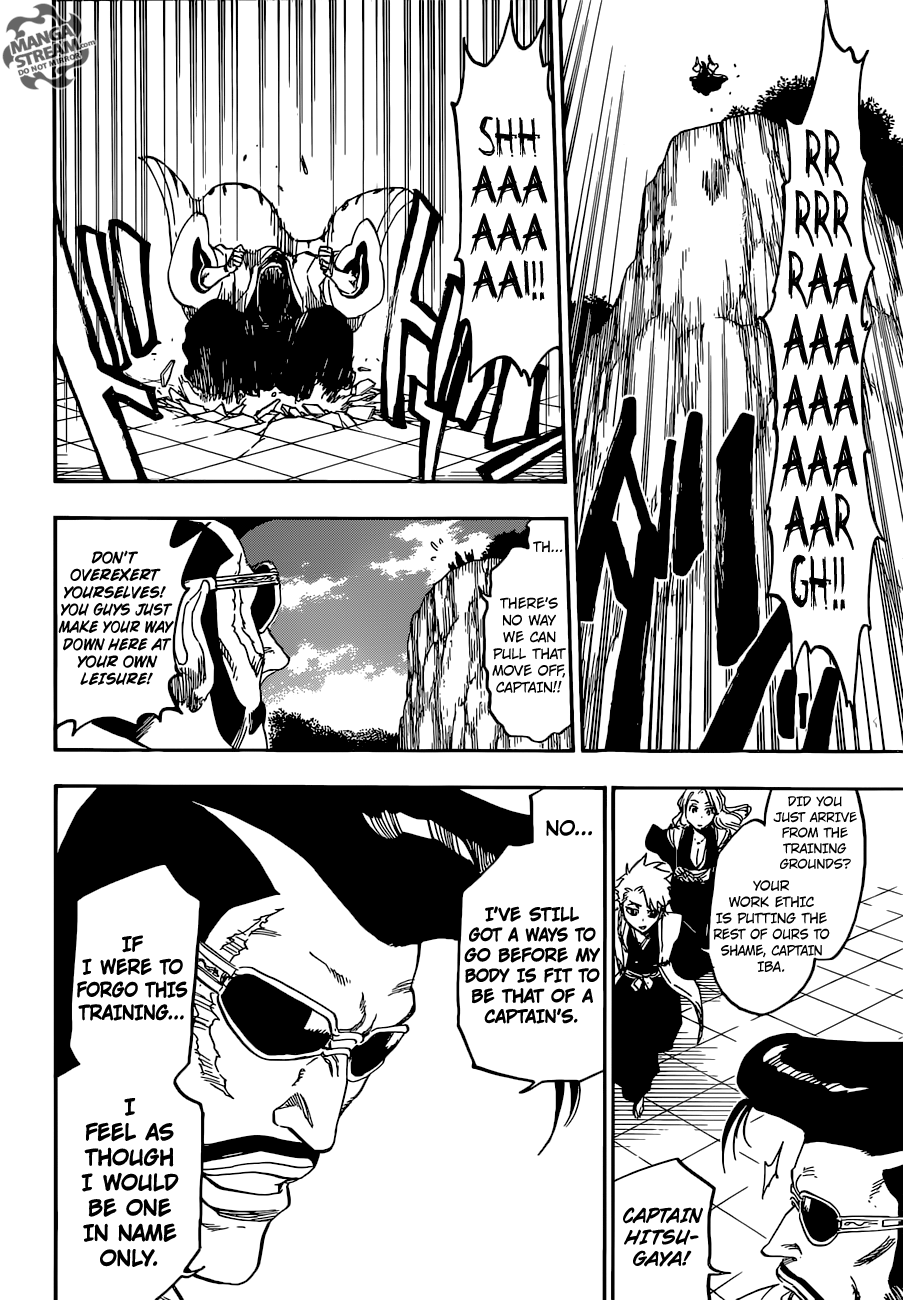 MANGA
STREAM.com
DO NOT MIRROR!
RR
RRR
RAA
AAA
AAA
AAA
AAR
GH!!
SHH
AAA
AAA
AA!!!
TH...
THERE'S
NO WAY
WE CAN
PULL THAT
MOVE OFF,
CAPTAIN!!
DON'T
OVEREXERT
YOURSELVES!
YOU GUYS JUST
MAKE YOUR WAY
DOWN HERE AT
YOUR OWN
LEISURE!
DID YOU
JUST ARRIVE
FROM THE
TRAINING
GROUNDS?
YOUR
WORK ETHIC
IS PUTTING THE
REST OF OURS TO
SHAME, CAPTAIN
IBA.
CAPTAIN
HITSU-
GAYA!
NO...
I'VE STILL
GOT A WAYS TO
GO BEFORE MY
BODY IS FIT TO
BE THAT OF A
CAPTAIN'S.
IF
I WERE TO
FORGO THIS
TRAINING...
I
FEEL AS
THOUGH
I WOULD
BE ONE
IN NAME
ONLY.